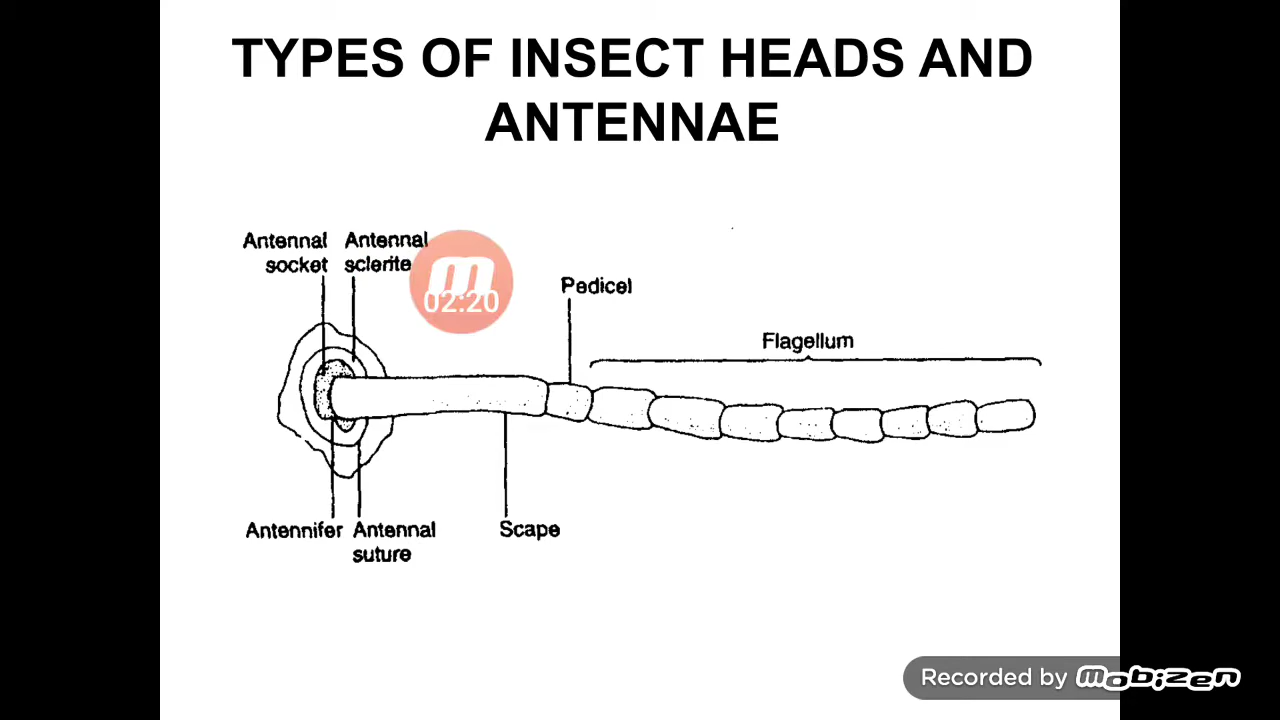 TYPES OF INSECT HEADS AND
ANTENNAE
Antennal Antennal
socket sclerite
02:20
Pedicel
Flagellum
Antennifer Antennal
suture
Scape
Recorded by Mobizen